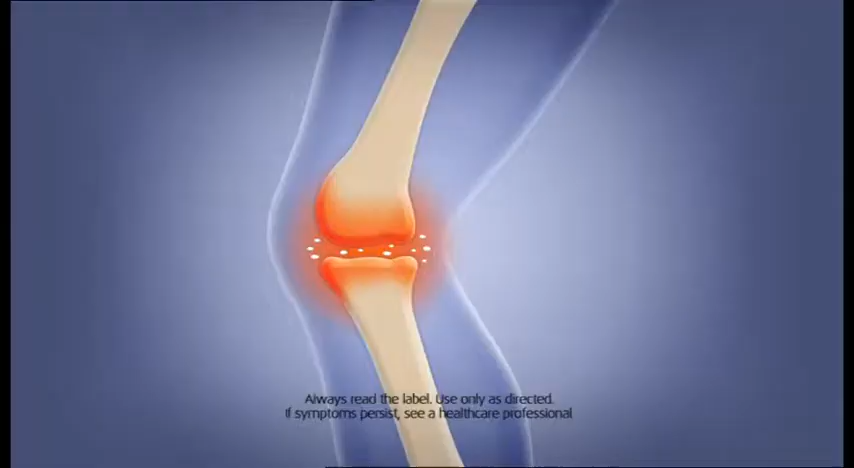 Always read the label. Use only as directed.
If symptoms persist, see a healthcare professional